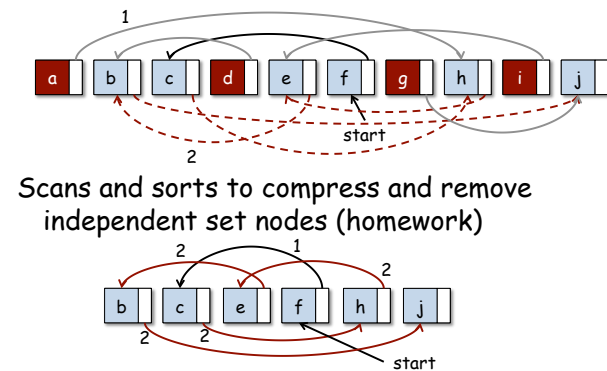 1
a b c d e f g h i j
start
2
Scans and sorts to compress and remove
independent set nodes (homework)
2 1 2
b c e f h j
2 2
start